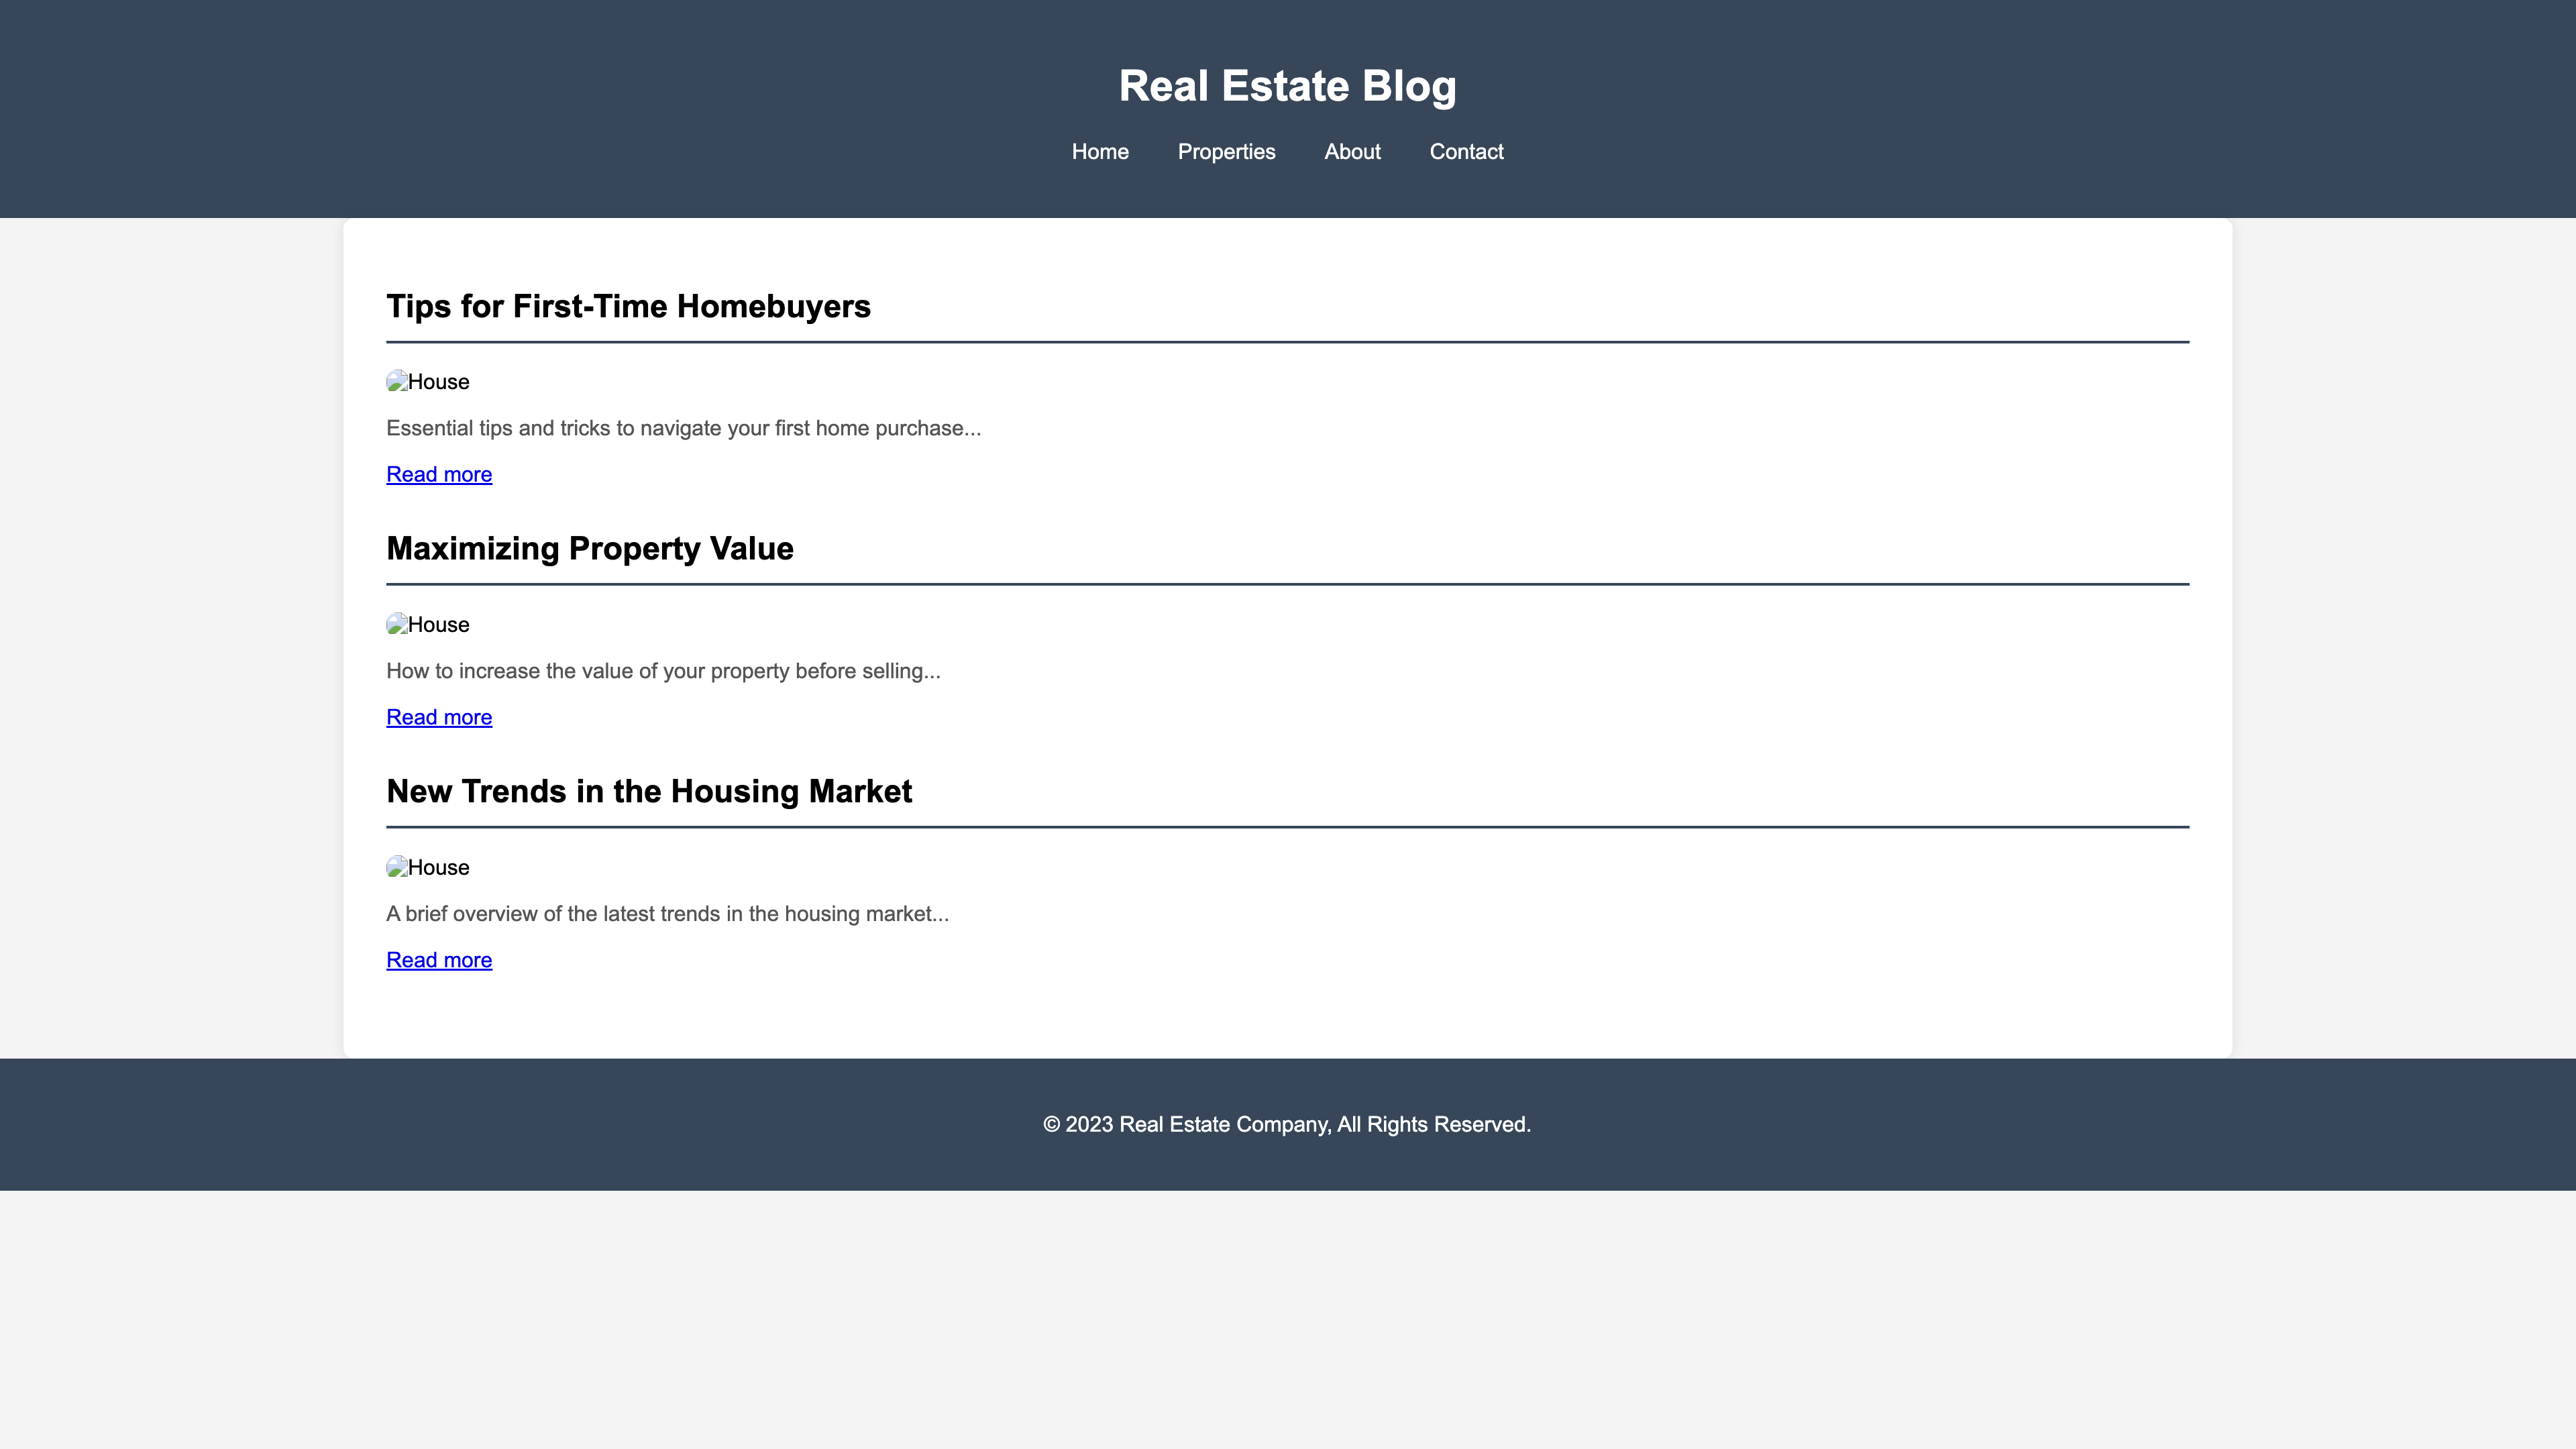 Real Estate Blog
Home Properties About Contact
Tips for First-Time Homebuyers
House
Essential tips and tricks to navigate your first home purchase...
Read more
Maximizing Property Value
House
How to increase the value of your property before selling...
Read more
New Trends in the Housing Market
House
A brief overview of the latest trends in the housing market...
Read more
© 2023 Real Estate Company, All Rights Reserved.